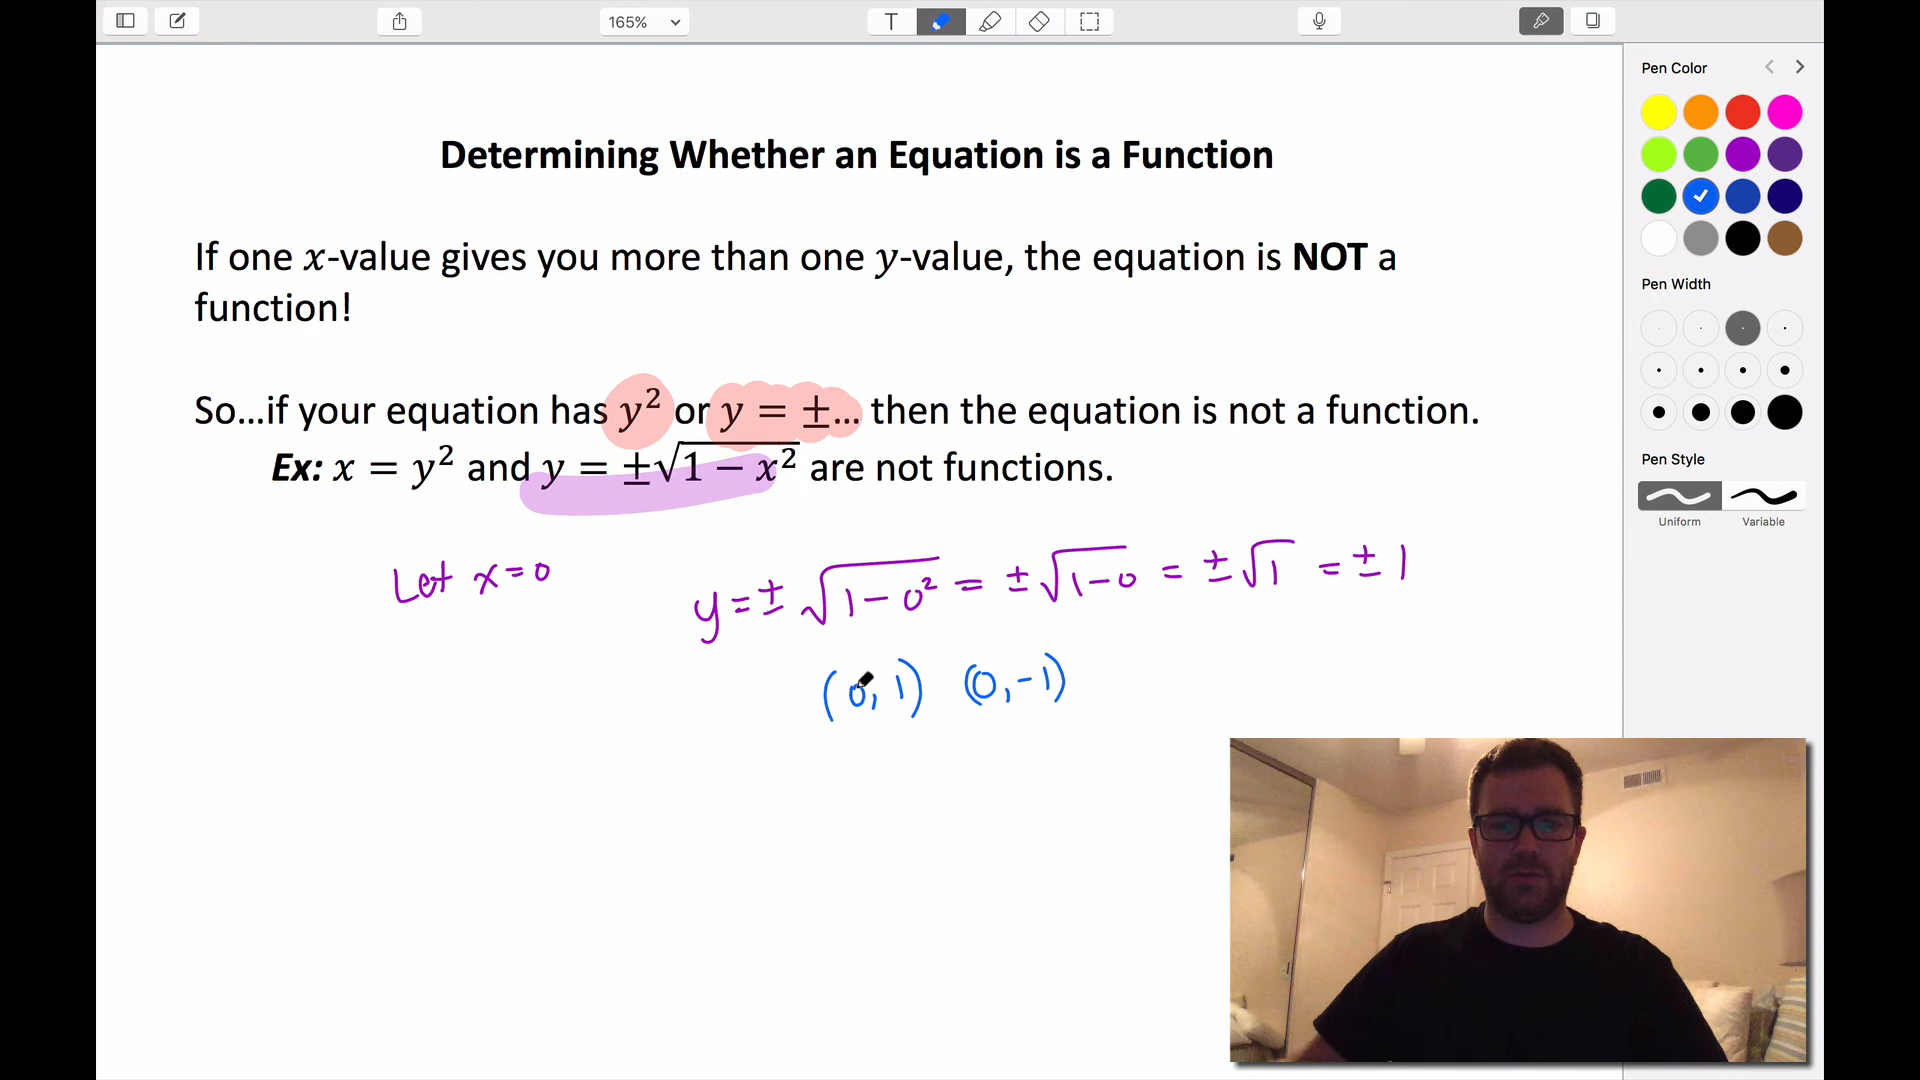 165%
T
Pen Color
Determining Whether an Equation is a Function
If one x-value gives you more than one y-value, the equation is NOT a
function!
Pen Width
So...if your equation has y² or y = ±... then the equation is not a function.
Ex: x = y² and y = ±√1 − x² are not functions.
Pen Style
Uniform Variable
Let x=0
y=± √1−0² = ± √1−0 = ± √1 = ± 1
(0, 1) (0, -1)